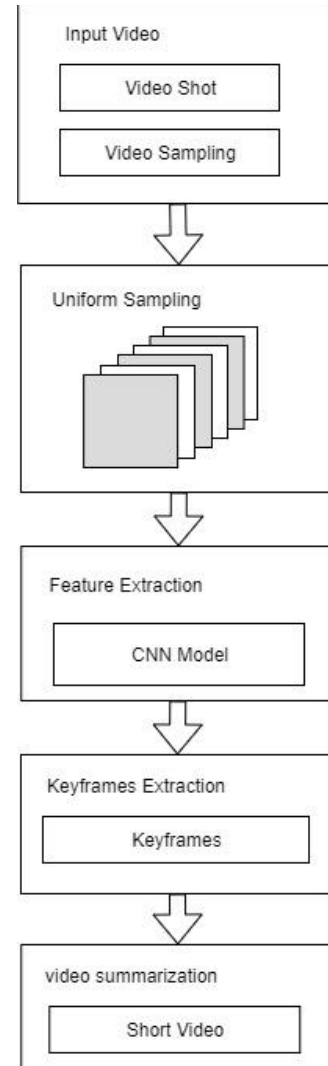 Input Video
Video Shot
Video Sampling
Uniform Sampling
Feature Extraction
CNN Model
Keyframes Extraction
Keyframes
video summarization
Short Video